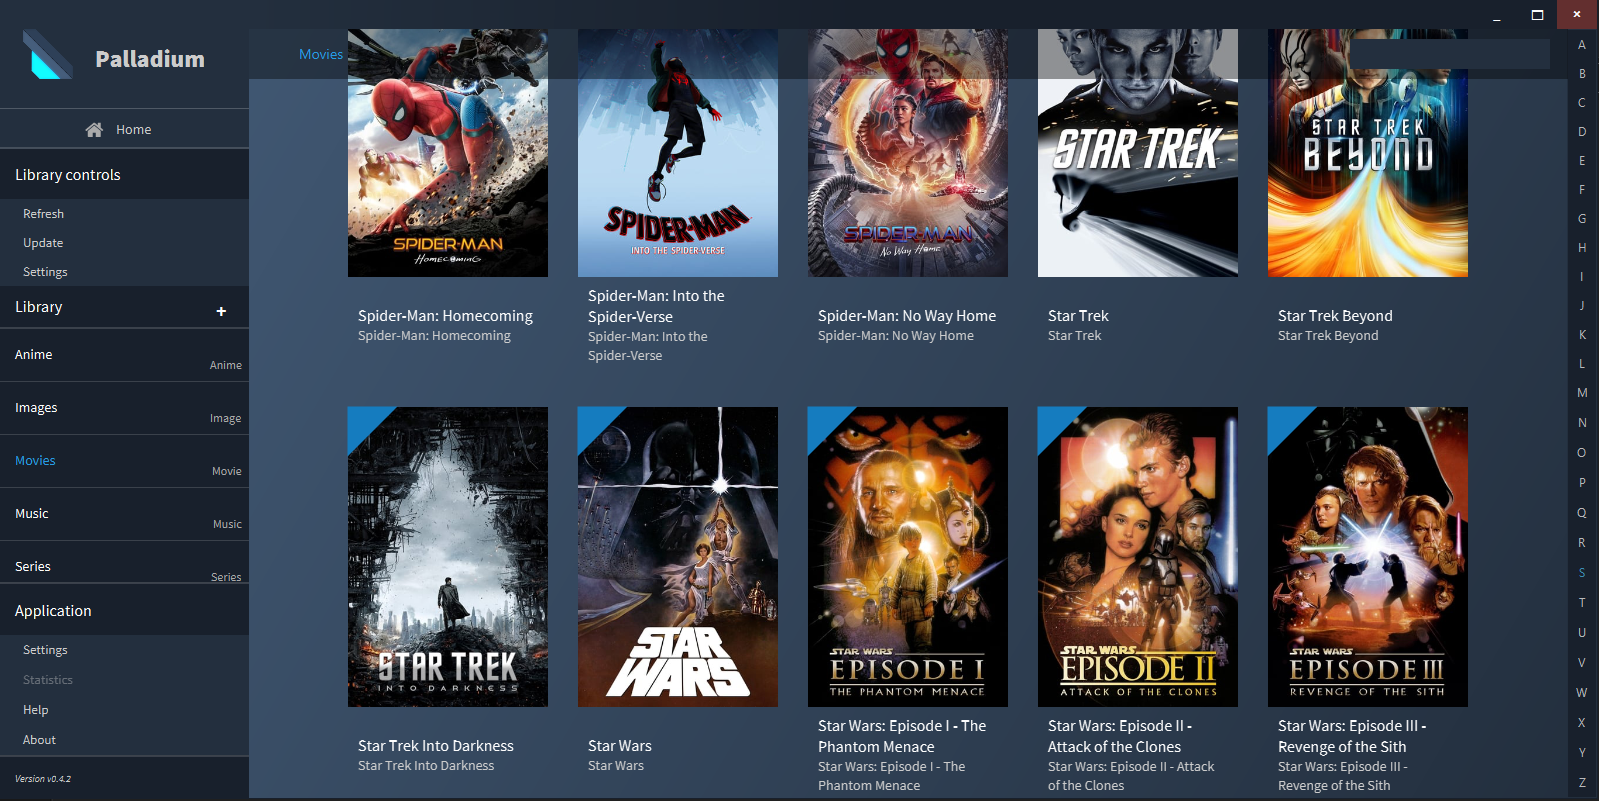 Palladium
Home
Library controls
Refresh
Update
Settings
Library
+
Anime
Anime
Images
Image
Movies
Movie
Music
Music
Series
Series
Application
Settings
Statistics
Help
About
Version v0.4.2
Movies
SPIDER-MAN
HOMECOMING
SPIDER-MAN
INTO THE SPIDER-VERSE
SPIDER-MAN
No Way Home
STAR TREK
STAR TREK
BEYOND
Spider-Man: Homecoming
Spider-Man: Homecoming
Spider-Man: Into the
Spider-Verse
Spider-Man: Into the
Spider-Verse
Spider-Man: No Way Home
Spider-Man: No Way Home
Star Trek
Star Trek
Star Trek Beyond
Star Trek Beyond
STAR TREK
INTO DARKNESS
STAR
WARS
STAR WARS
EPISODE I
THE PHANTOM MENACE
STAR WARS
EPISODE II
ATTACK OF THE CLONES
STAR WARS
EPISODE III
REVENGE OF THE SITH
Star Trek Into Darkness
Star Trek Into Darkness
Star Wars
Star Wars
Star Wars: Episode I - The
Phantom Menace
Star Wars: Episode I - The
Phantom Menace
Star Wars: Episode II -
Attack of the Clones
Star Wars: Episode II - Attack
of the Clones
Star Wars: Episode III -
Revenge of the Sith
Star Wars: Episode III -
Revenge of the Sith
A
B
C
D
E
F
G
H
I
J
K
L
M
N
O
P
Q
R
S
T
U
V
W
X
Y
Z